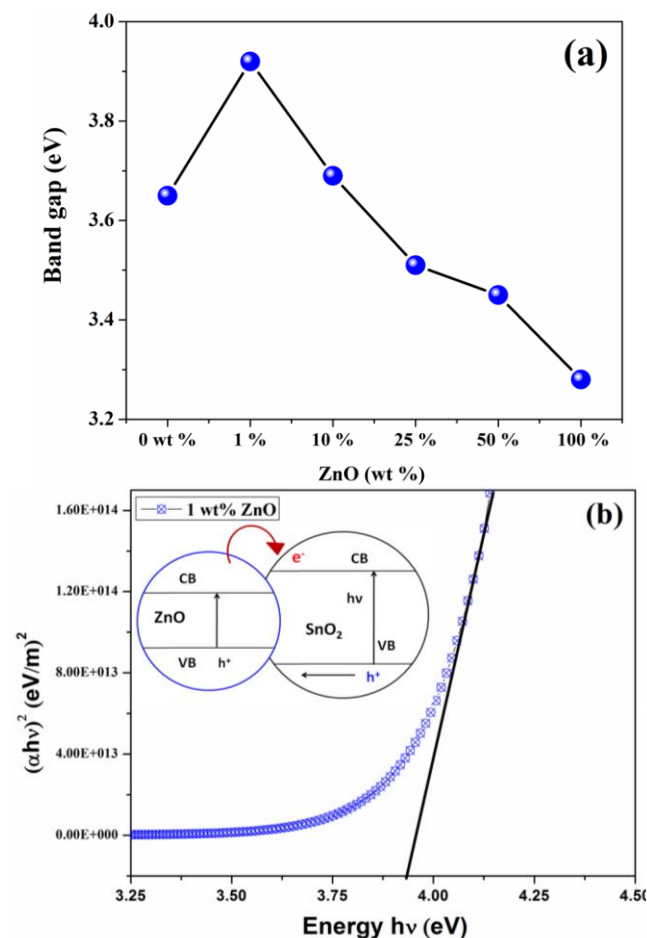 (a)
4.0
3.8
3.6
3.4
3.2
Band gap (eV)
0 wt % 1 % 10 % 25 % 50 % 100 %
ZnO (wt %)
(b)
1 wt% ZnO
1.60E+014
1.20E+014
8.00E+013
4.00E+013
0.00E+000
(αhν)² (eV/m)²
e⁻
CB
CB
hν
ZnO
SnO₂
VB
VB
h⁺
h⁺
3.25 3.50 3.75 4.00 4.25 4.50
Energy hν (eV)